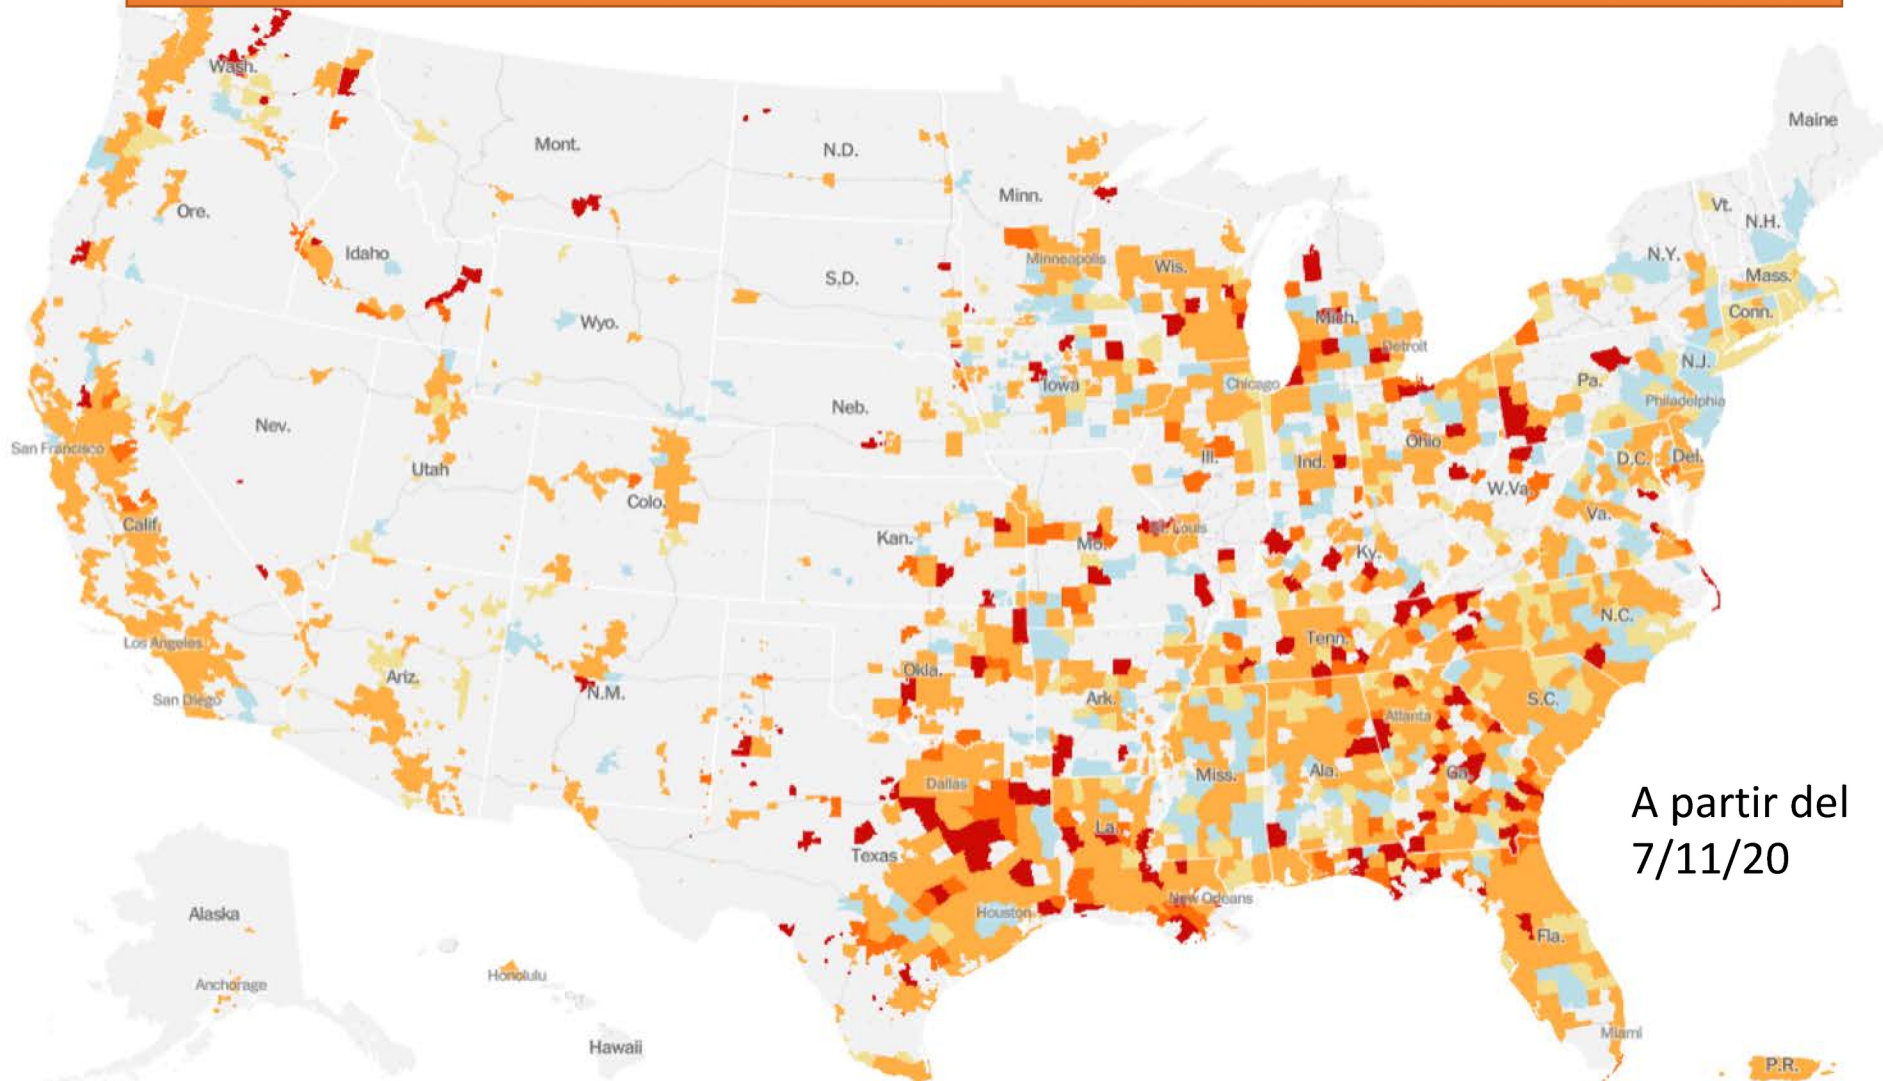 Wash.
Maine
Mont.
N.D.
Minn.
Vt.
Ore.
N.H.
Idaho
N.Y.
Minneapolis
Wis.
Mass.
S.D.
Wyo.
Mich.
Conn.
Detroit
N.J.
Iowa
Chicago
Pa.
Neb.
Philadelphia
Nev.
San Francisco
Utah
Ill.
Ind.
Ohio
D.C.
Del.
Colo.
W.Va.
Calif.
Va.
Kan.
Mo.
St. Louis
Ky.
N.C.
Los Angeles
Tenn.
Ariz.
Okla.
N.M.
San Diego
Ark.
S.C.
Atlanta
Dallas
Miss.
Ala.
Ga.
A partir del
La.
Texas
7/11/20
New Orleans
Alaska
Houston
Fla.
Honolulu
Anchorage
Miami
Hawaii
P.R.